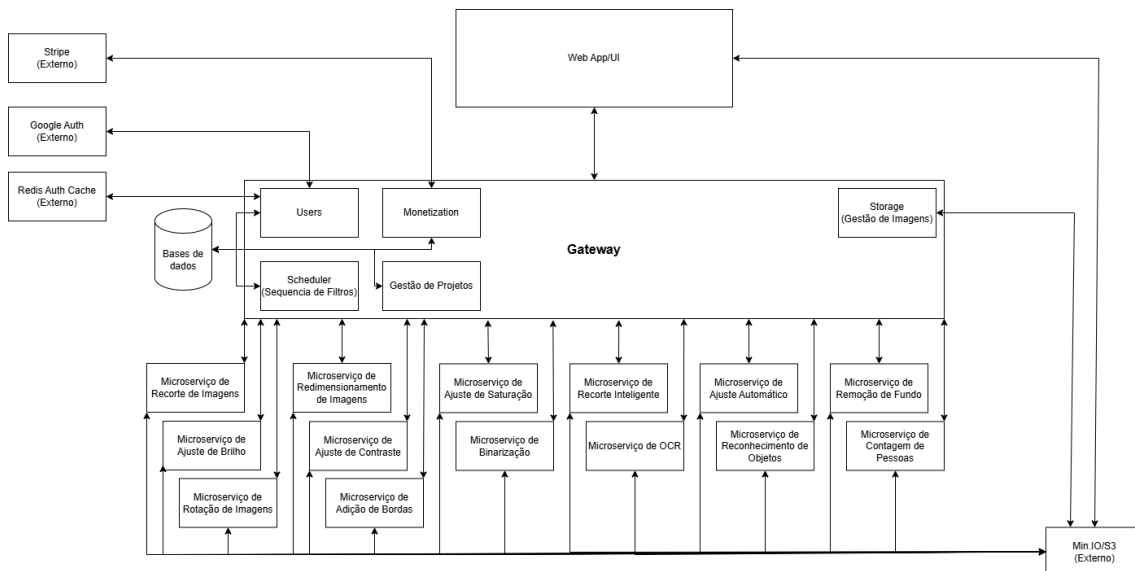 Stripe
(Externo)
Web App/UI
Google Auth
(Externo)
Redis Auth Cache
(Externo)
Users
Monetization
Storage
(Gestão de Imagens)
Gateway
Bases de
dados
Scheduler
(Sequencia de Filtros)
Gestão de Projetos
Microserviço de
Recorte de Imagens
Microserviço de
Redimensionamento
de Imagens
Microserviço de
Ajuste de Saturação
Microserviço de
Recorte Inteligente
Microserviço de
Ajuste Automático
Microserviço de
Remoção de Fundo
Microserviço de
Ajuste de Brilho
Microserviço de
Ajuste de Contraste
Microserviço de
Binarização
Microserviço de OCR
Microserviço de
Reconhecimento de
Objetos
Microserviço de
Contagem de
Pessoas
Microserviço de
Rotação de Imagens
Microserviço de
Adição de Bordas
Min.IO/S3
(Externo)